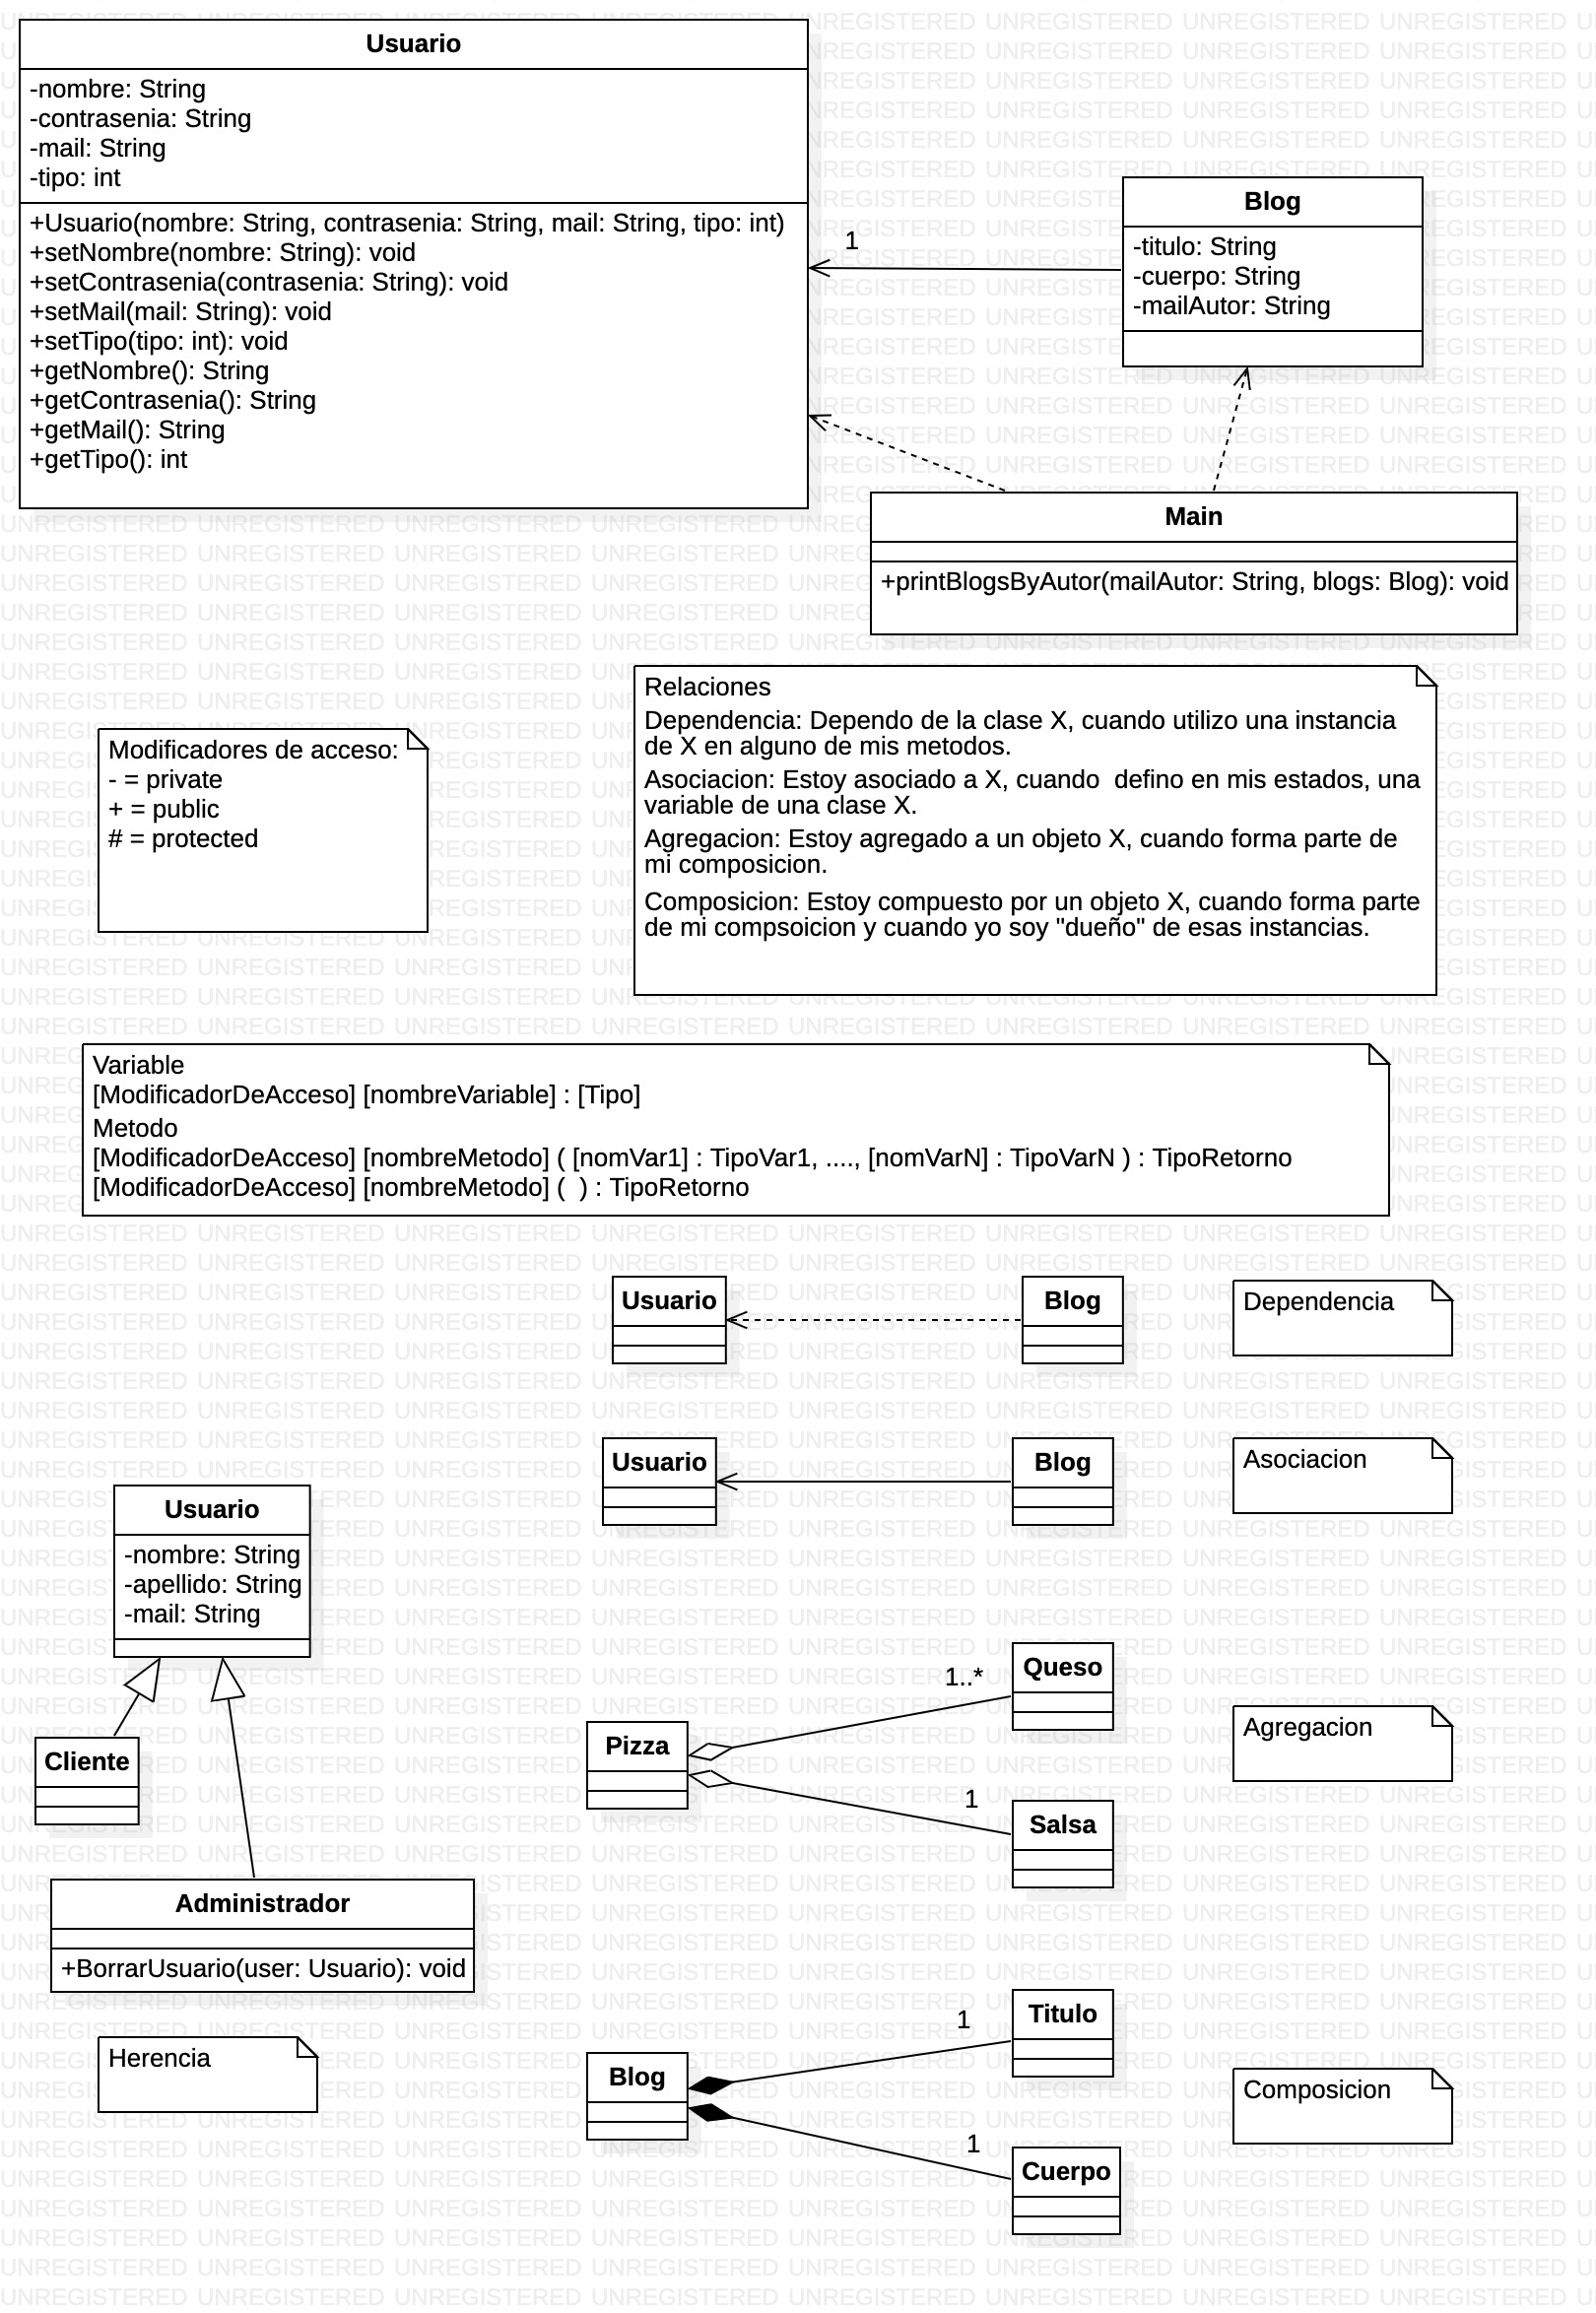 Usuario
-nombre: String
-contrasenia: String
-mail: String
-tipo: int
+Usuario(nombre: String, contrasenia: String, mail: String, tipo: int)
+setNombre(nombre: String): void
+setContrasenia(contrasenia: String): void
+setMail(mail: String): void
+setTipo(tipo: int): void
+getNombre(): String
+getContrasenia(): String
+getMail(): String
+getTipo(): int
1
Blog
-titulo: String
-cuerpo: String
-mailAutor: String
Main
+printBlogsByAutor(mailAutor: String, blogs: Blog): void
Modificadores de acceso:
- = private
+ = public
# = protected
Relaciones
Dependencia: Dependo de la clase X, cuando utilizo una instancia
de X en alguno de mis metodos.
Asociacion: Estoy asociado a X, cuando  defino en mis estados, una
variable de una clase X.
Agregacion: Estoy agregado a un objeto X, cuando forma parte de
mi composicion.
Composicion: Estoy compuesto por un objeto X, cuando forma parte
de mi compsoicion y cuando yo soy "dueño" de esas instancias.
Variable
[ModificadorDeAcceso] [nombreVariable] : [Tipo]
Metodo
[ModificadorDeAcceso] [nombreMetodo] ( [nomVar1] : TipoVar1, ...., [nomVarN] : TipoVarN ) : TipoRetorno
[ModificadorDeAcceso] [nombreMetodo] (  ) : TipoRetorno
Usuario
Blog
Dependencia
Usuario
Blog
Asociacion
Usuario
-nombre: String
-apellido: String
-mail: String
Cliente
Administrador
+BorrarUsuario(user: Usuario): void
Herencia
Pizza
1..*
Queso
1
Salsa
Agregacion
Blog
1
Titulo
1
Cuerpo
Composicion
UNREGISTERED